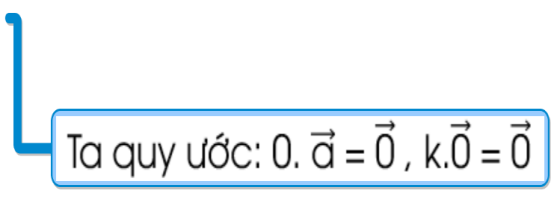 Ta quy ước: 0. a⃗ = 0⃗ , k.0⃗ = 0⃗